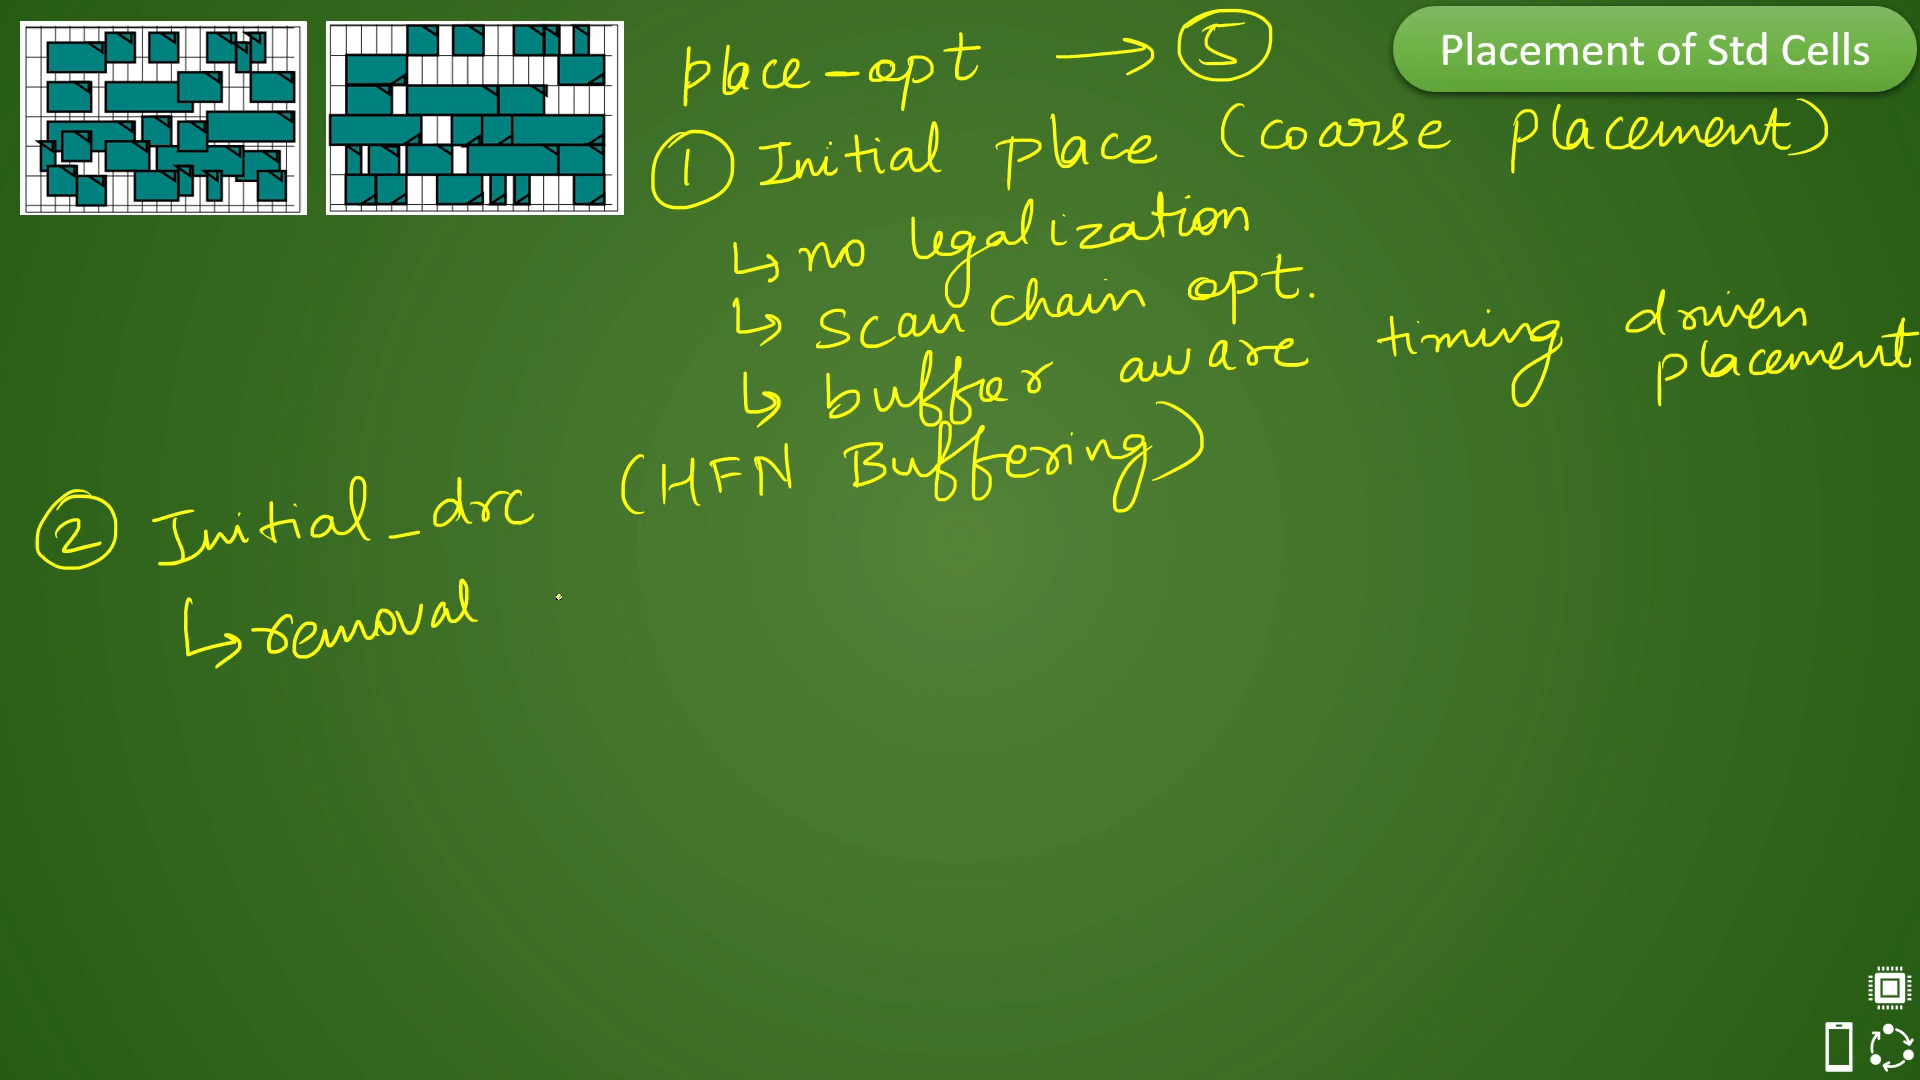 Placement of Std Cells
place-opt → 5
1 Initial place (coarse placement)
↳ no legalization
↳ scan chain opt.
↳ buffer aware timing driven placement
2 Initial_drc (HFN Buffering)
↳ removal